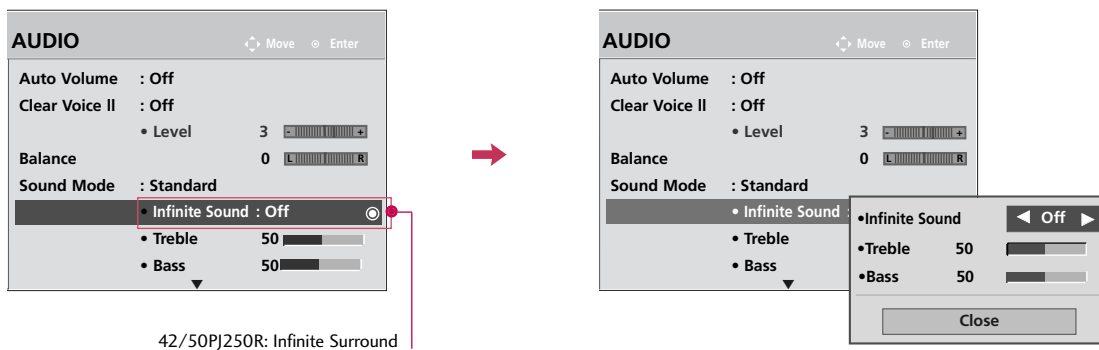 AUDIO Move Enter
Auto Volume : Off
Clear Voice II : Off
• Level 3 - +
Balance 0 L R
Sound Mode : Standard
• Infinite Sound : Off
• Treble 50
• Bass 50
42/50PJ250R: Infinite Surround
AUDIO Move Enter
Auto Volume : Off
Clear Voice II : Off
• Level 3 - +
Balance 0 L R
Sound Mode : Standard
• Infinite Sound :
• Treble
• Bass
•Infinite Sound Off
•Treble 50
•Bass 50
Close